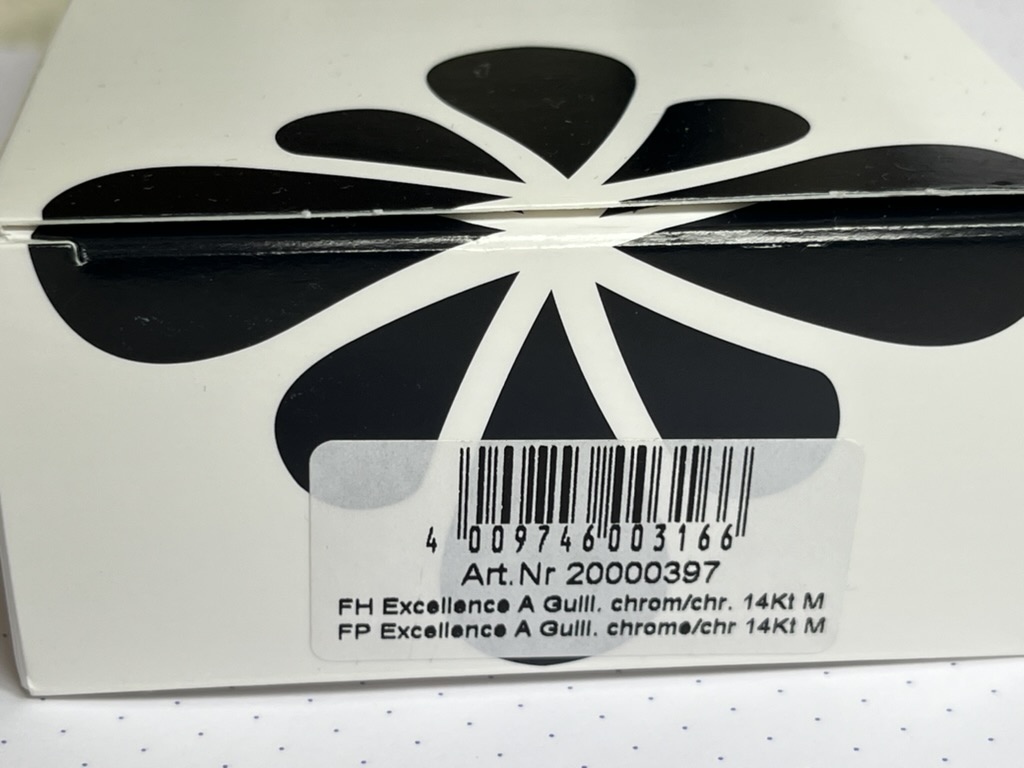 4 009746 003166
Art.Nr 20000397
FH Excellence A Guill. chrom/chr. 14Kt M
FP Excellence A Guill. chrome/chr 14Kt M